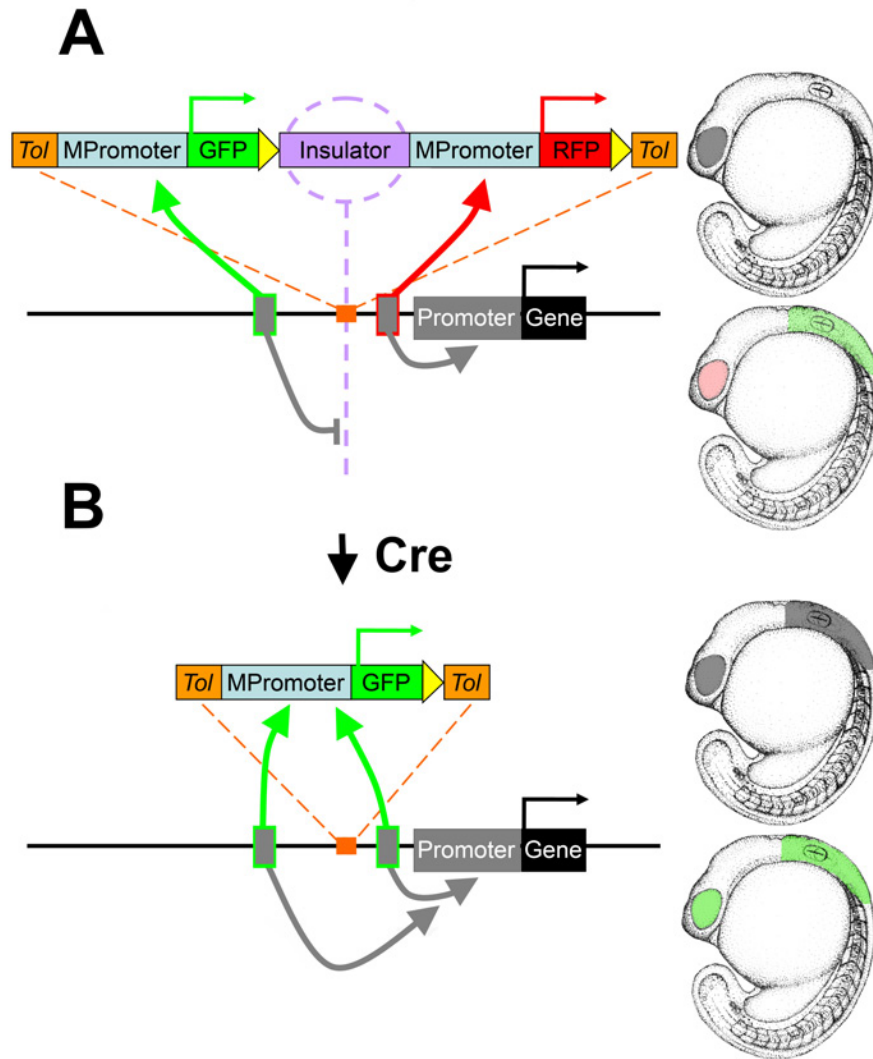 A
Tol MPromoter GFP Insulator MPromoter RFP Tol
Promoter Gene
B
Cre
Tol MPromoter GFP Tol
Promoter Gene